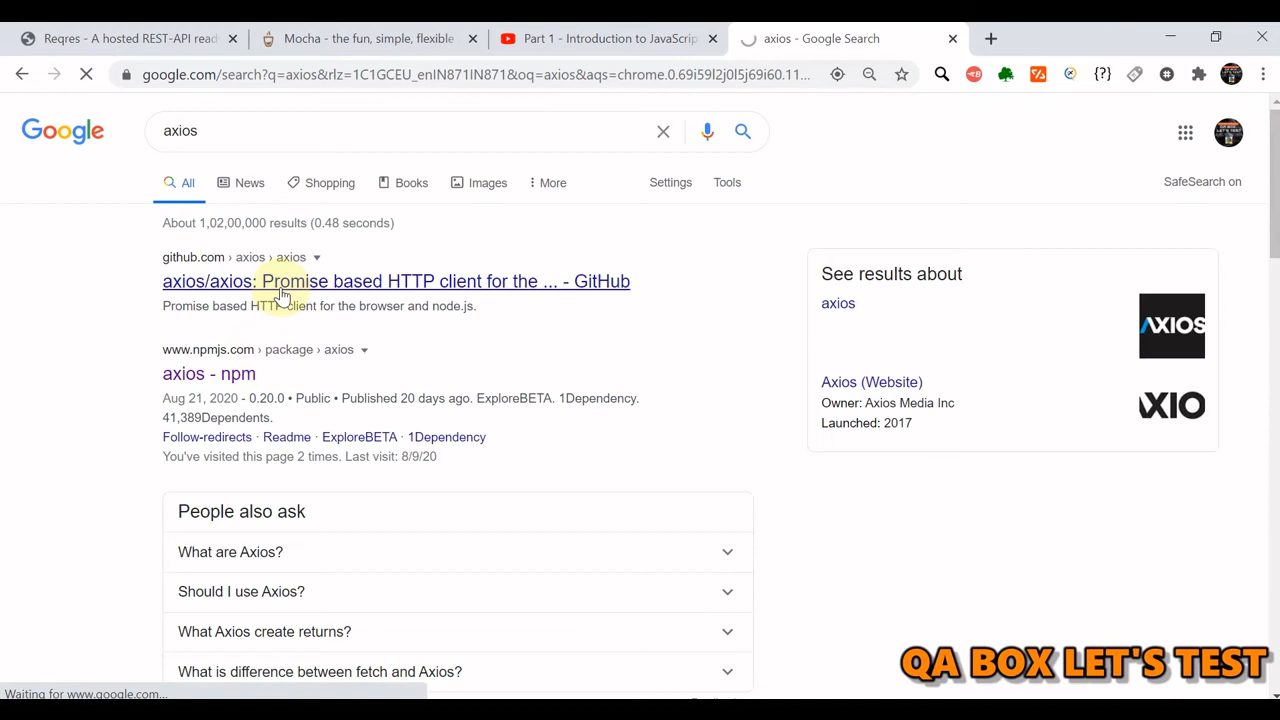 Reqres - A hosted REST-API read
Mocha - the fun, simple, flexible
Part 1 - Introduction to JavaScrip
axios - Google Search
google.com/search?q=axios&rlz=1C1GCEU_enIN871IN871&oq=axios&aqs=chrome.0.69i59l2j0l5j69i60.11...
Google
axios
All
News
Shopping
Books
Images
More
Settings
Tools
SafeSearch on
About 1,02,00,000 results (0.48 seconds)
github.com › axios › axios
axios/axios: Promise based HTTP client for the ... - GitHub
Promise based HTTP client for the browser and node.js.
www.npmjs.com › package › axios
axios - npm
Aug 21, 2020 - 0.20.0 • Public • Published 20 days ago. ExploreBETA. 1Dependency.
41,389Dependents.
Follow-redirects · Readme · ExploreBETA · 1Dependency
You've visited this page 2 times. Last visit: 8/9/20
People also ask
What are Axios?
Should I use Axios?
What Axios create returns?
What is difference between fetch and Axios?
See results about
axios
AXIOS
Axios (Website)
Owner: Axios Media Inc
Launched: 2017
AXIO
QA BOX LET'S TEST
Waiting for www.google.com...